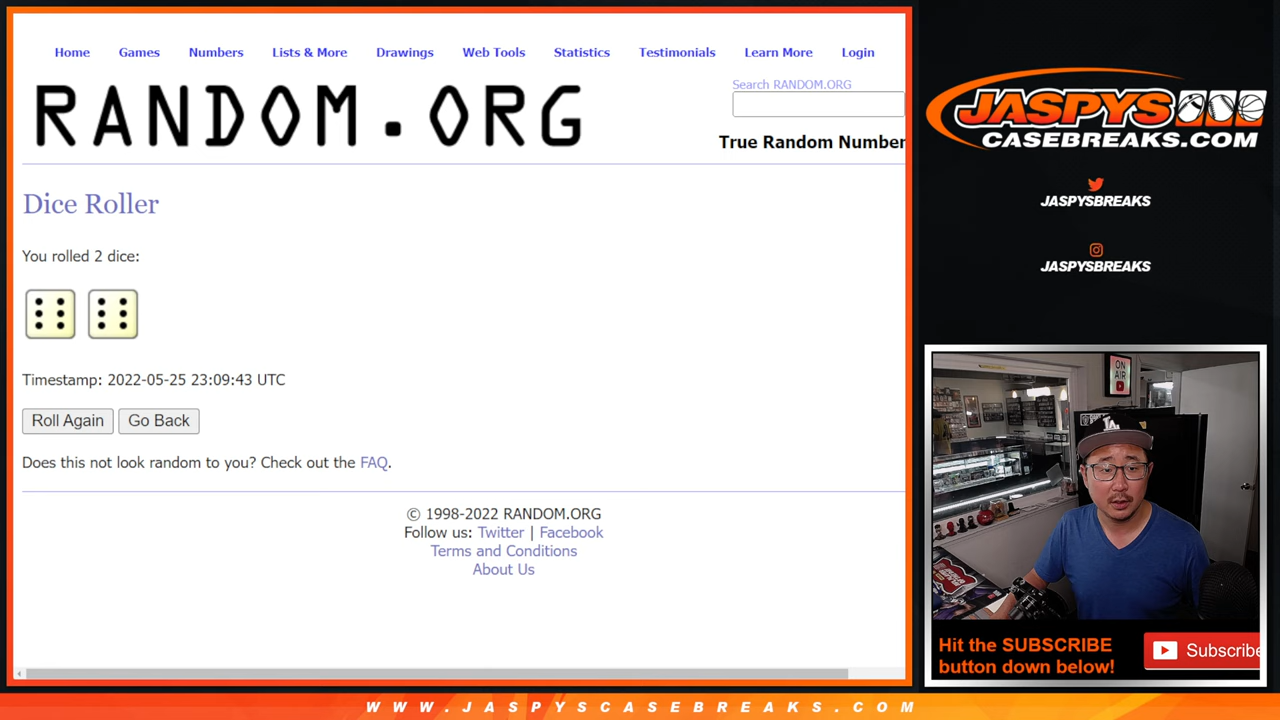 Home Games Numbers Lists & More Drawings Web Tools Statistics Testimonials Learn More Login
Search RANDOM.ORG
RANDOM.ORG
True Random Number
Dice Roller
You rolled 2 dice:
Timestamp: 2022-05-25 23:09:43 UTC
Roll Again Go Back
Does this not look random to you? Check out the FAQ.
© 1998-2022 RANDOM.ORG
Follow us: Twitter | Facebook
Terms and Conditions
About Us
JASPYS
CASEBREAKS.COM
JASPYSBREAKS
JASPYSBREAKS
ON
AIR
LA
Hit the SUBSCRIBE
button down below!
Subscribe
WWW.JASPYSCASEBREAKS.COM